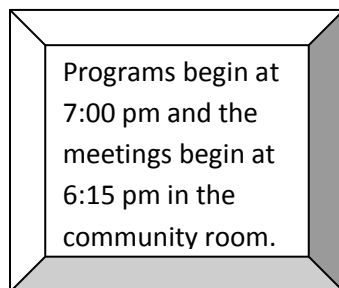 Programs begin at
7:00 pm and the
meetings begin at
6:15 pm in the
community room.